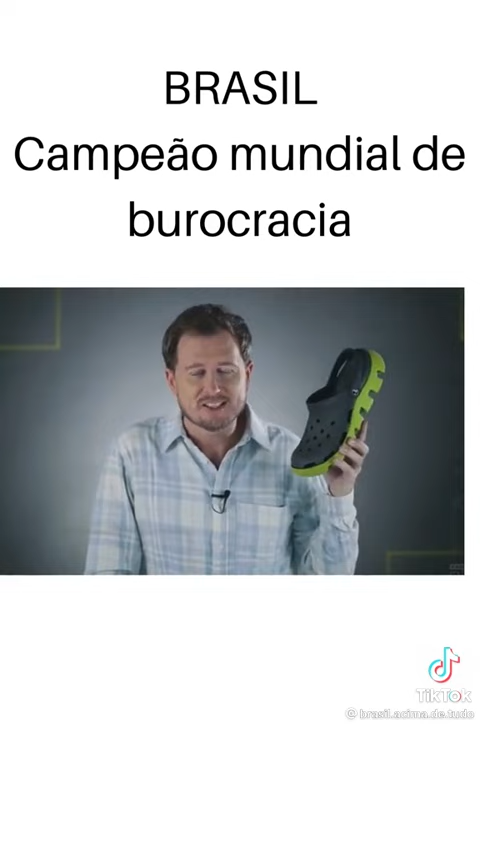 BRASIL
Campeão mundial de
burocracia
TikTok
@ brasil.acima.de.tudo